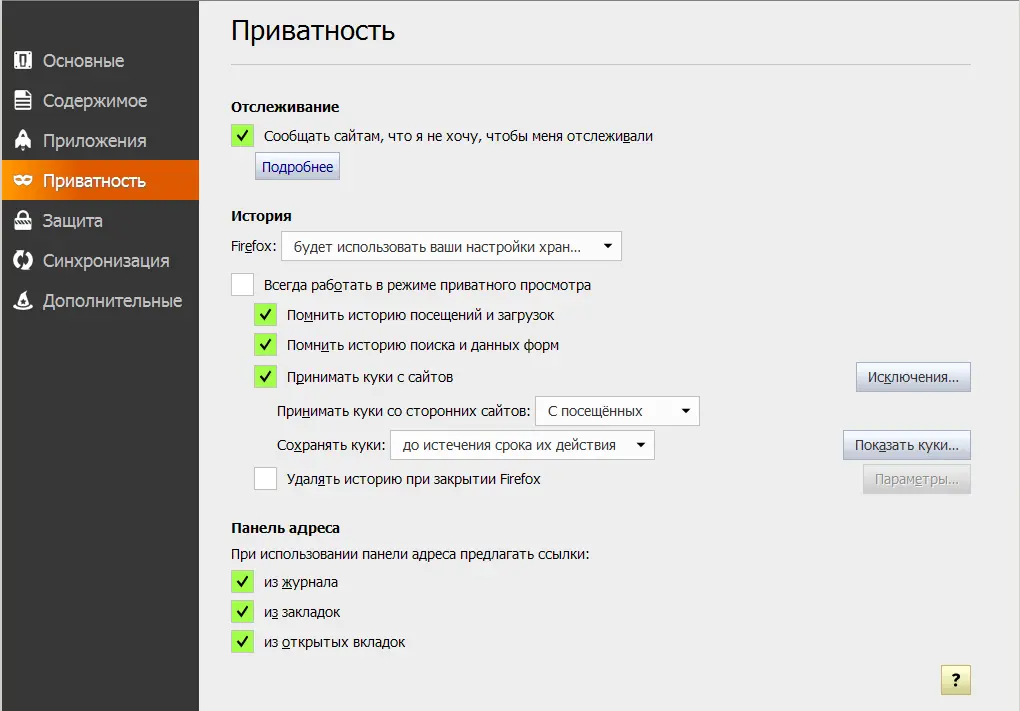 Приватность
Основные
Содержимое
Приложения
Приватность
Защита
Синхронизация
Дополнительные
Отслеживание
Сообщать сайтам, что я не хочу, чтобы меня отслеживали
Подробнее
История
Firefox: будет использовать ваши настройки хран...
Всегда работать в режиме приватного просмотра
Помнить историю посещений и загрузок
Помнить историю поиска и данных форм
Принимать куки с сайтов Исключения...
Принимать куки со сторонних сайтов: С посещённых
Сохранять куки: до истечения срока их действия Показать куки...
Удалять историю при закрытии Firefox Параметры...
Панель адреса
При использовании панели адреса предлагать ссылки:
из журнала
из закладок
из открытых вкладок
?